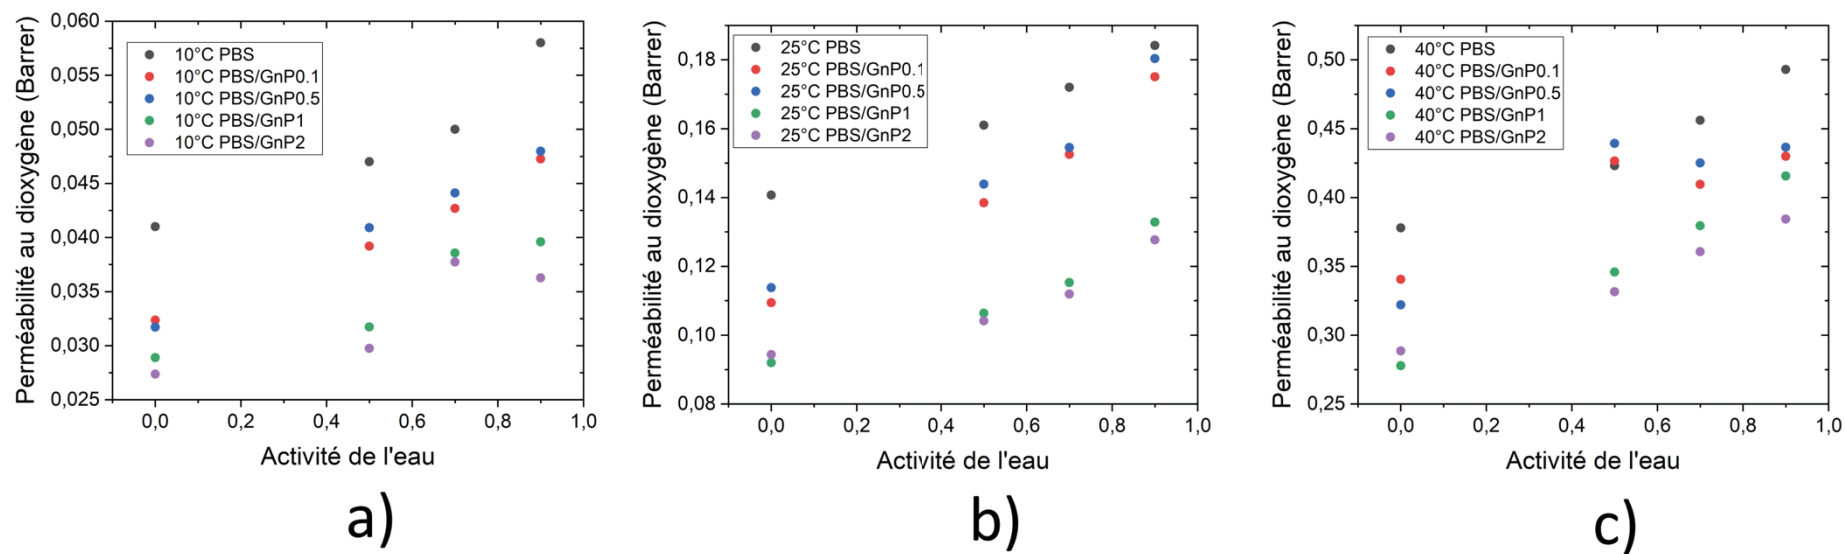 Perméabilité au dioxygène (Barrer)
0,060
0,055
0,050
0,045
0,040
0,035
0,030
0,025
10°C PBS
10°C PBS/GnP0.1
10°C PBS/GnP0.5
10°C PBS/GnP1
10°C PBS/GnP2
0,0 0,2 0,4 0,6 0,8 1,0
Activité de l'eau
a)
Perméabilité au dioxygène (Barrer)
0,18
0,16
0,14
0,12
0,10
0,08
25°C PBS
25°C PBS/GnP0.1
25°C PBS/GnP0.5
25°C PBS/GnP1
25°C PBS/GnP2
0,0 0,2 0,4 0,6 0,8 1,0
Activité de l'eau
b)
Perméabilité au dioxygène (Barrer)
0,50
0,45
0,40
0,35
0,30
0,25
40°C PBS
40°C PBS/GnP0.1
40°C PBS/GnP0.5
40°C PBS/GnP1
40°C PBS/GnP2
0,0 0,2 0,4 0,6 0,8 1,0
Activité de l'eau
c)